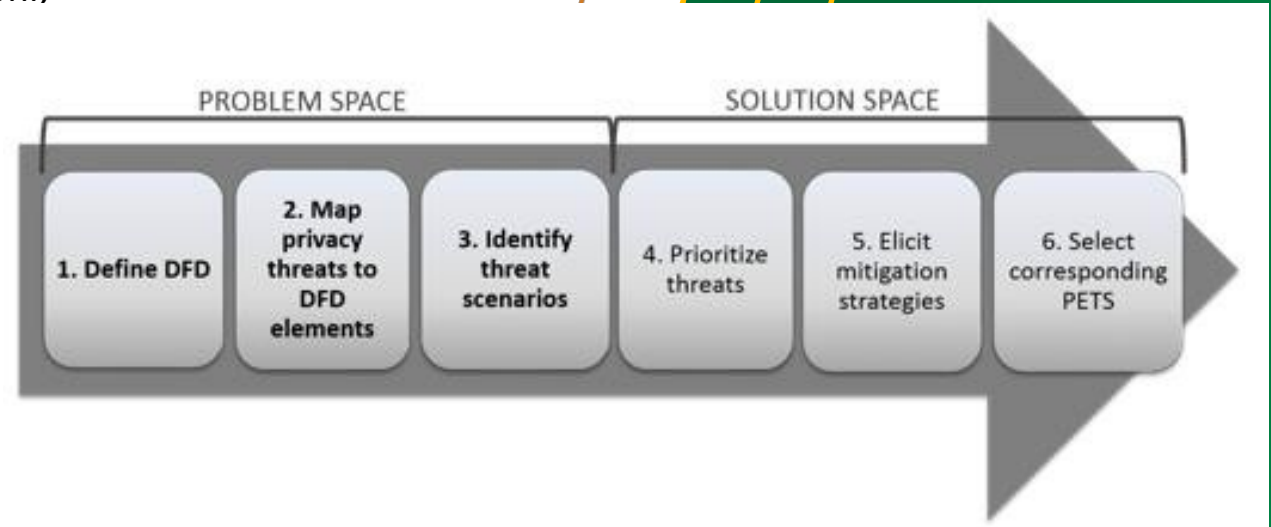 PROBLEM SPACE
SOLUTION SPACE
1. Define DFD
2. Map
privacy
threats to
DFD
elements
3. Identify
threat
scenarios
4. Prioritize
threats
5. Elicit
mitigation
strategies
6. Select
corresponding
PETS